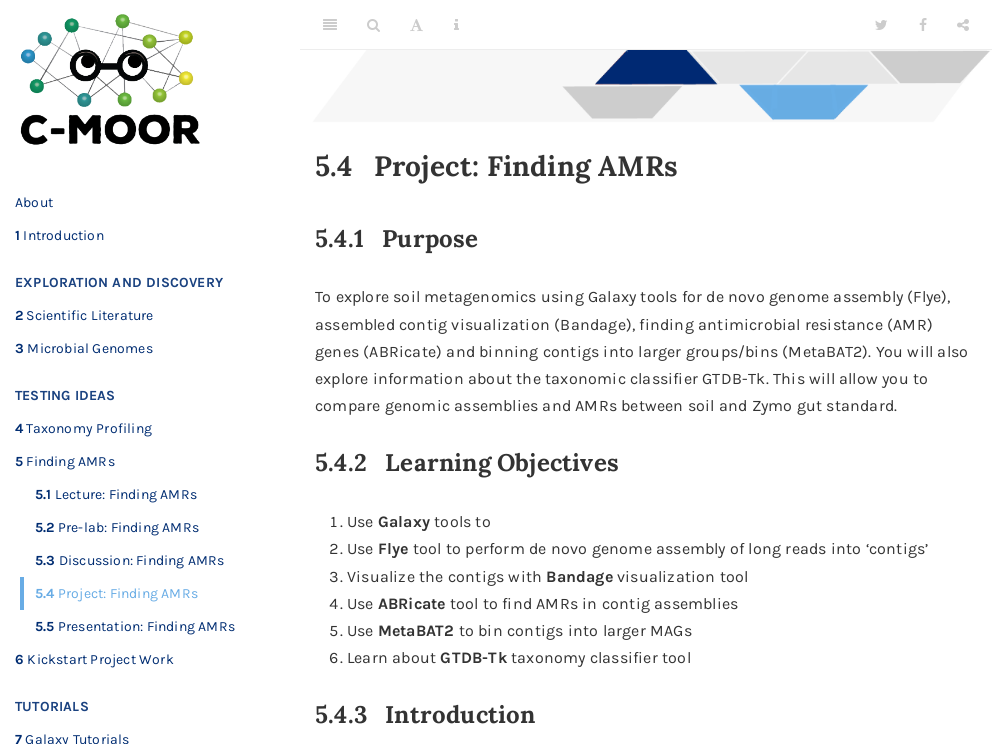 C-MOOR
About
1 Introduction
EXPLORATION AND DISCOVERY
2 Scientific Literature
3 Microbial Genomes
TESTING IDEAS
4 Taxonomy Profiling
5 Finding AMRs
5.1 Lecture: Finding AMRs
5.2 Pre-lab: Finding AMRs
5.3 Discussion: Finding AMRs
5.4 Project: Finding AMRs
5.5 Presentation: Finding AMRs
6 Kickstart Project Work
TUTORIALS
7 Galaxy Tutorials
5.4 Project: Finding AMRs
5.4.1 Purpose
To explore soil metagenomics using Galaxy tools for de novo genome assembly (Flye),
assembled contig visualization (Bandage), finding antimicrobial resistance (AMR)
genes (ABRicate) and binning contigs into larger groups/bins (MetaBAT2). You will also
explore information about the taxonomic classifier GTDB-Tk. This will allow you to
compare genomic assemblies and AMRs between soil and Zymo gut standard.
5.4.2 Learning Objectives
1. Use Galaxy tools to
2. Use Flye tool to perform de novo genome assembly of long reads into ‘contigs’
3. Visualize the contigs with Bandage visualization tool
4. Use ABRicate tool to find AMRs in contig assemblies
5. Use MetaBAT2 to bin contigs into larger MAGs
6. Learn about GTDB-Tk taxonomy classifier tool
5.4.3 Introduction